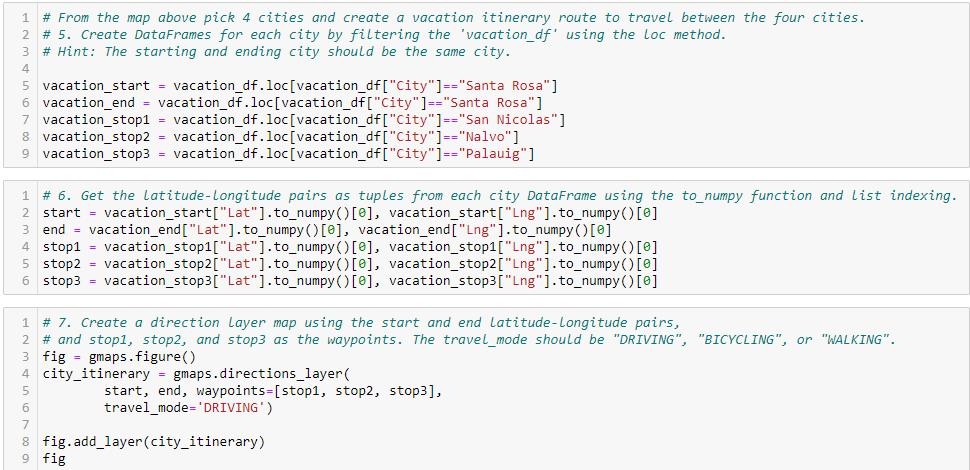 1 # From the map above pick 4 cities and create a vacation itinerary route to travel between the four cities.
2 # 5. Create DataFrames for each city by filtering the 'vacation_df' using the loc method.
3 # Hint: The starting and ending city should be the same city.
4
5 vacation_start = vacation_df.loc[vacation_df["City"]=="Santa Rosa"]
6 vacation_end = vacation_df.loc[vacation_df["City"]=="Santa Rosa"]
7 vacation_stop1 = vacation_df.loc[vacation_df["City"]=="San Nicolas"]
8 vacation_stop2 = vacation_df.loc[vacation_df["City"]=="Nalvo"]
9 vacation_stop3 = vacation_df.loc[vacation_df["City"]=="Palauig"]
1 # 6. Get the latitude-longitude pairs as tuples from each city DataFrame using the to_numpy function and list indexing.
2 start = vacation_start["Lat"].to_numpy()[0], vacation_start["Lng"].to_numpy()[0]
3 end = vacation_end["Lat"].to_numpy()[0], vacation_end["Lng"].to_numpy()[0]
4 stop1 = vacation_stop1["Lat"].to_numpy()[0], vacation_stop1["Lng"].to_numpy()[0]
5 stop2 = vacation_stop2["Lat"].to_numpy()[0], vacation_stop2["Lng"].to_numpy()[0]
6 stop3 = vacation_stop3["Lat"].to_numpy()[0], vacation_stop3["Lng"].to_numpy()[0]
1 # 7. Create a direction layer map using the start and end latitude-longitude pairs,
2 # and stop1, stop2, and stop3 as the waypoints. The travel_mode should be "DRIVING", "BICYCLING", or "WALKING".
3 fig = gmaps.figure()
4 city_itinerary = gmaps.directions_layer(
5         start, end, waypoints=[stop1, stop2, stop3],
6         travel_mode='DRIVING')
7
8 fig.add_layer(city_itinerary)
9 fig